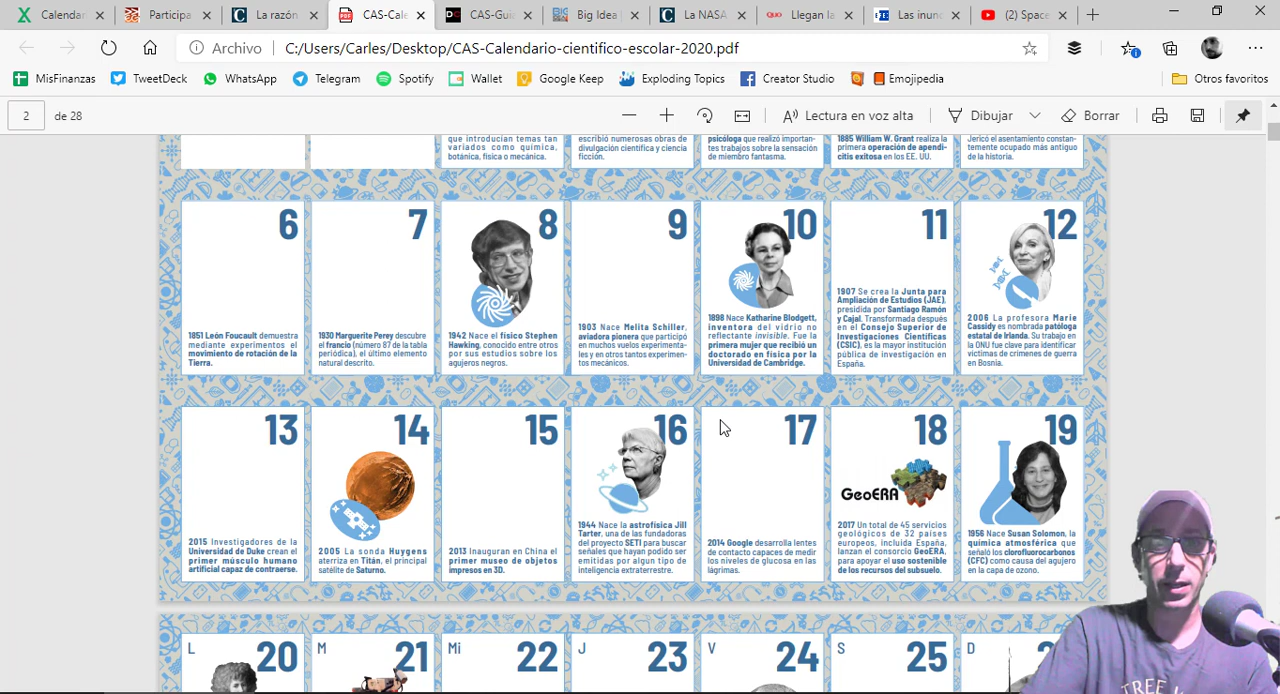 Calendari
Participa
La razón
CAS-Cale
CAS-Guia
Big Idea
La NASA
Llegan la
Las inund
(2) Space
Archivo
C:/Users/Carles/Desktop/CAS-Calendario-cientifico-escolar-2020.pdf
MisFinanzas
TweetDeck
WhatsApp
Telegram
Spotify
Wallet
Google Keep
Exploding Topics
Creator Studio
Emojipedia
Otros favoritos
2 de 28
Lectura en voz alta
Dibujar
Borrar
que introducían temas tan
variados como química,
botánica, física o mecánica.
escribió numerosas obras de
divulgación científica y ciencia
ficción.
psicóloga que realizó importan-
tes trabajos sobre la sensación
de miembro fantasma.
1885 William W. Grant realiza la
primera operación de apendi-
citis exitosa en los EE. UU.
Jericó el asentamiento constan-
temente ocupado más antiguo
de la historia.
6
1851 León Foucault demuestra
mediante experimentos el
movimiento de rotación de la
Tierra.
7
1930 Marguerite Perey descubre
el francio (número 87 de la tabla
periódica), el último elemento
natural descrito.
8
1942 Nace el físico Stephen
Hawking, conocido entre otros
por sus estudios sobre los
agujeros negros.
9
1903 Nace Melita Schiller,
aviadora pionera que participó
en muchos vuelos experimenta-
les y en otros tantos experimen-
tos mecánicos.
10
1898 Nace Katharine Blodgett,
inventora del vidrio no
reflectante invisible. Fue la
primera mujer que recibió un
doctorado en física por la
Universidad de Cambridge.
11
1907 Se crea la Junta para
Ampliación de Estudios (JAE),
presidida por Santiago Ramón
y Cajal. Transformada después
en el Consejo Superior de
Investigaciones Científicas
(CSIC), es la mayor institución
pública de investigación en
España.
12
2006 La profesora Marie
Cassidy es nombrada patóloga
estatal de Irlanda. Su trabajo en
la ONU fue clave para identificar
víctimas de crímenes de guerra
en Bosnia.
13
2015 Investigadores de la
Universidad de Duke crean el
primer músculo humano
artificial capaz de contraerse.
14
2005 La sonda Huygens
aterriza en Titán, el principal
satélite de Saturno.
15
2013 Inauguran en China el
primer museo de objetos
impresos en 3D.
16
1944 Nace la astrofísica Jill
Tarter, una de las fundadoras
del proyecto SETI para buscar
señales que hayan podido ser
emitidas por algún tipo de
inteligencia extraterrestre.
17
2014 Google desarrolla lentes
de contacto capaces de medir
los niveles de glucosa en las
lágrimas.
18
GeoERA
2017 Un total de 45 servicios
geológicos de 32 países
europeos, incluida España,
lanzan el consorcio GeoERA,
para apoyar el uso sostenible
de los recursos del subsuelo.
19
1956 Nace Susan Solomon, la
química atmosférica que
señaló los clorofluorocarbonos
(CFC) como causa del agujero
en la capa de ozono.
L 20
M 21
Mi 22
J 23
V 24
S 25
D
TREE